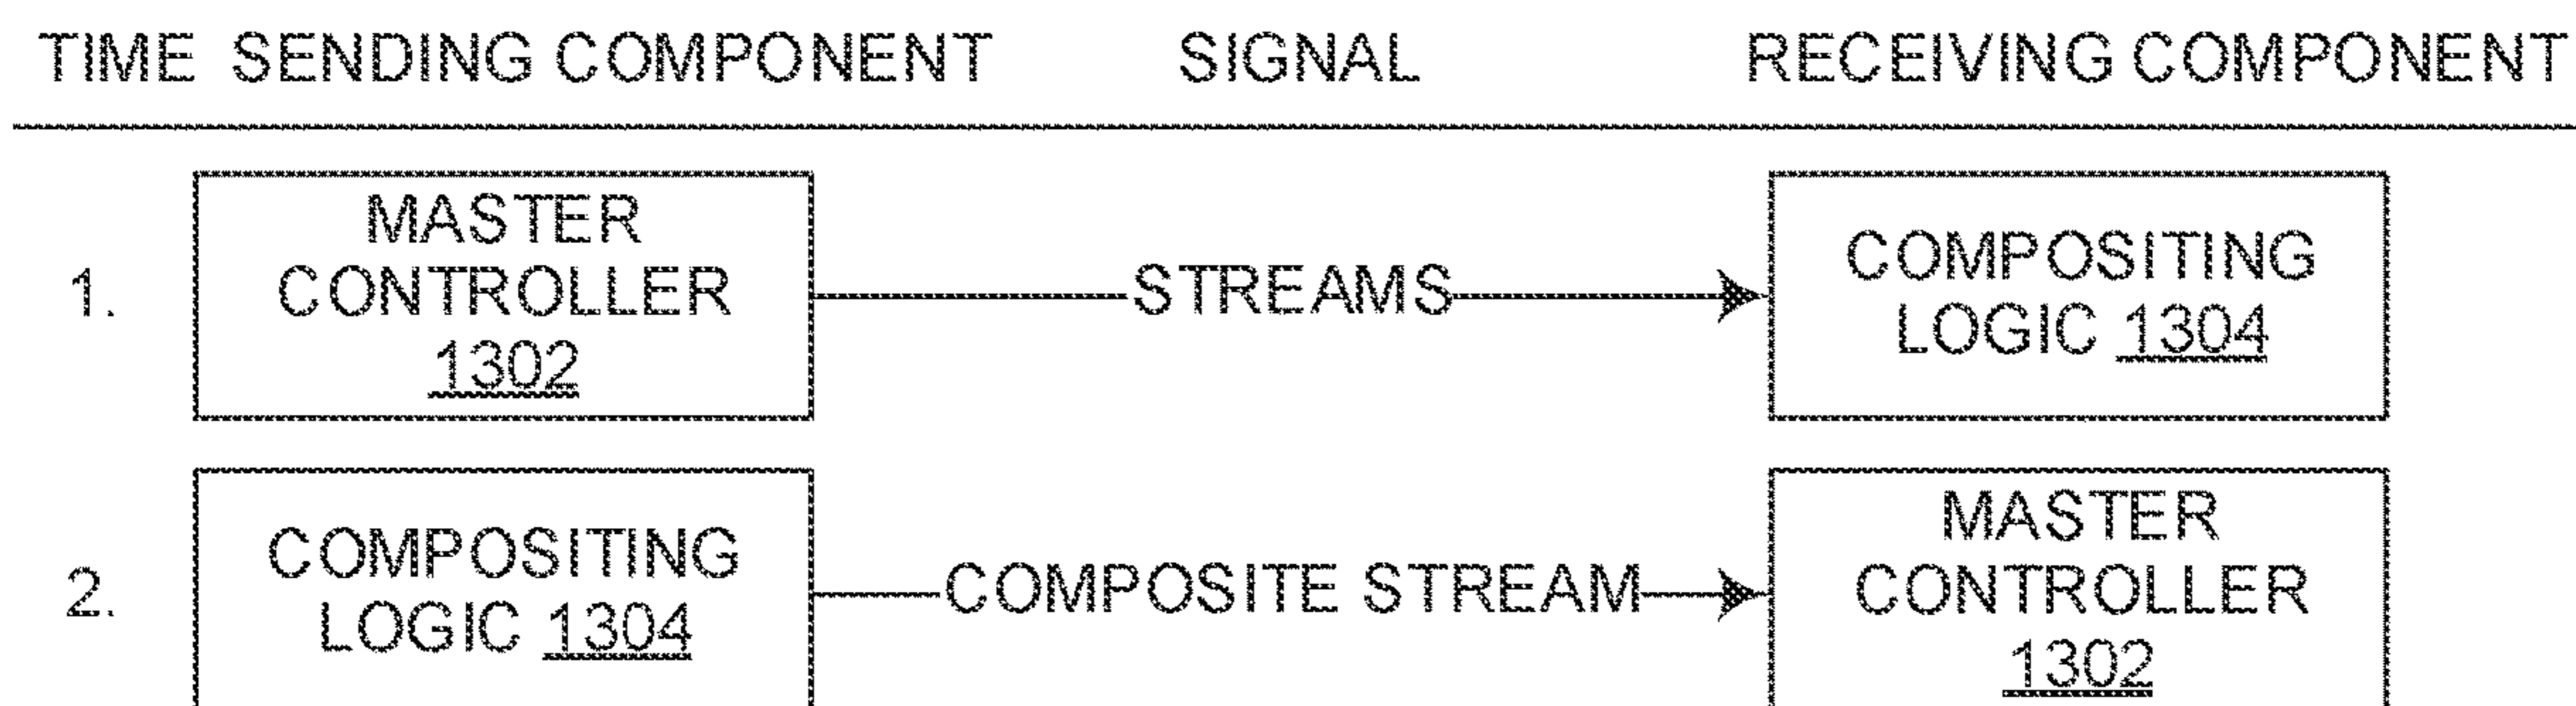 TIME SENDING COMPONENT SIGNAL RECEIVING COMPONENT
1.
MASTER
CONTROLLER
1302
STREAMS
COMPOSITING
LOGIC 1304
2.
COMPOSITING
LOGIC 1304
COMPOSITE STREAM
MASTER
CONTROLLER
1302